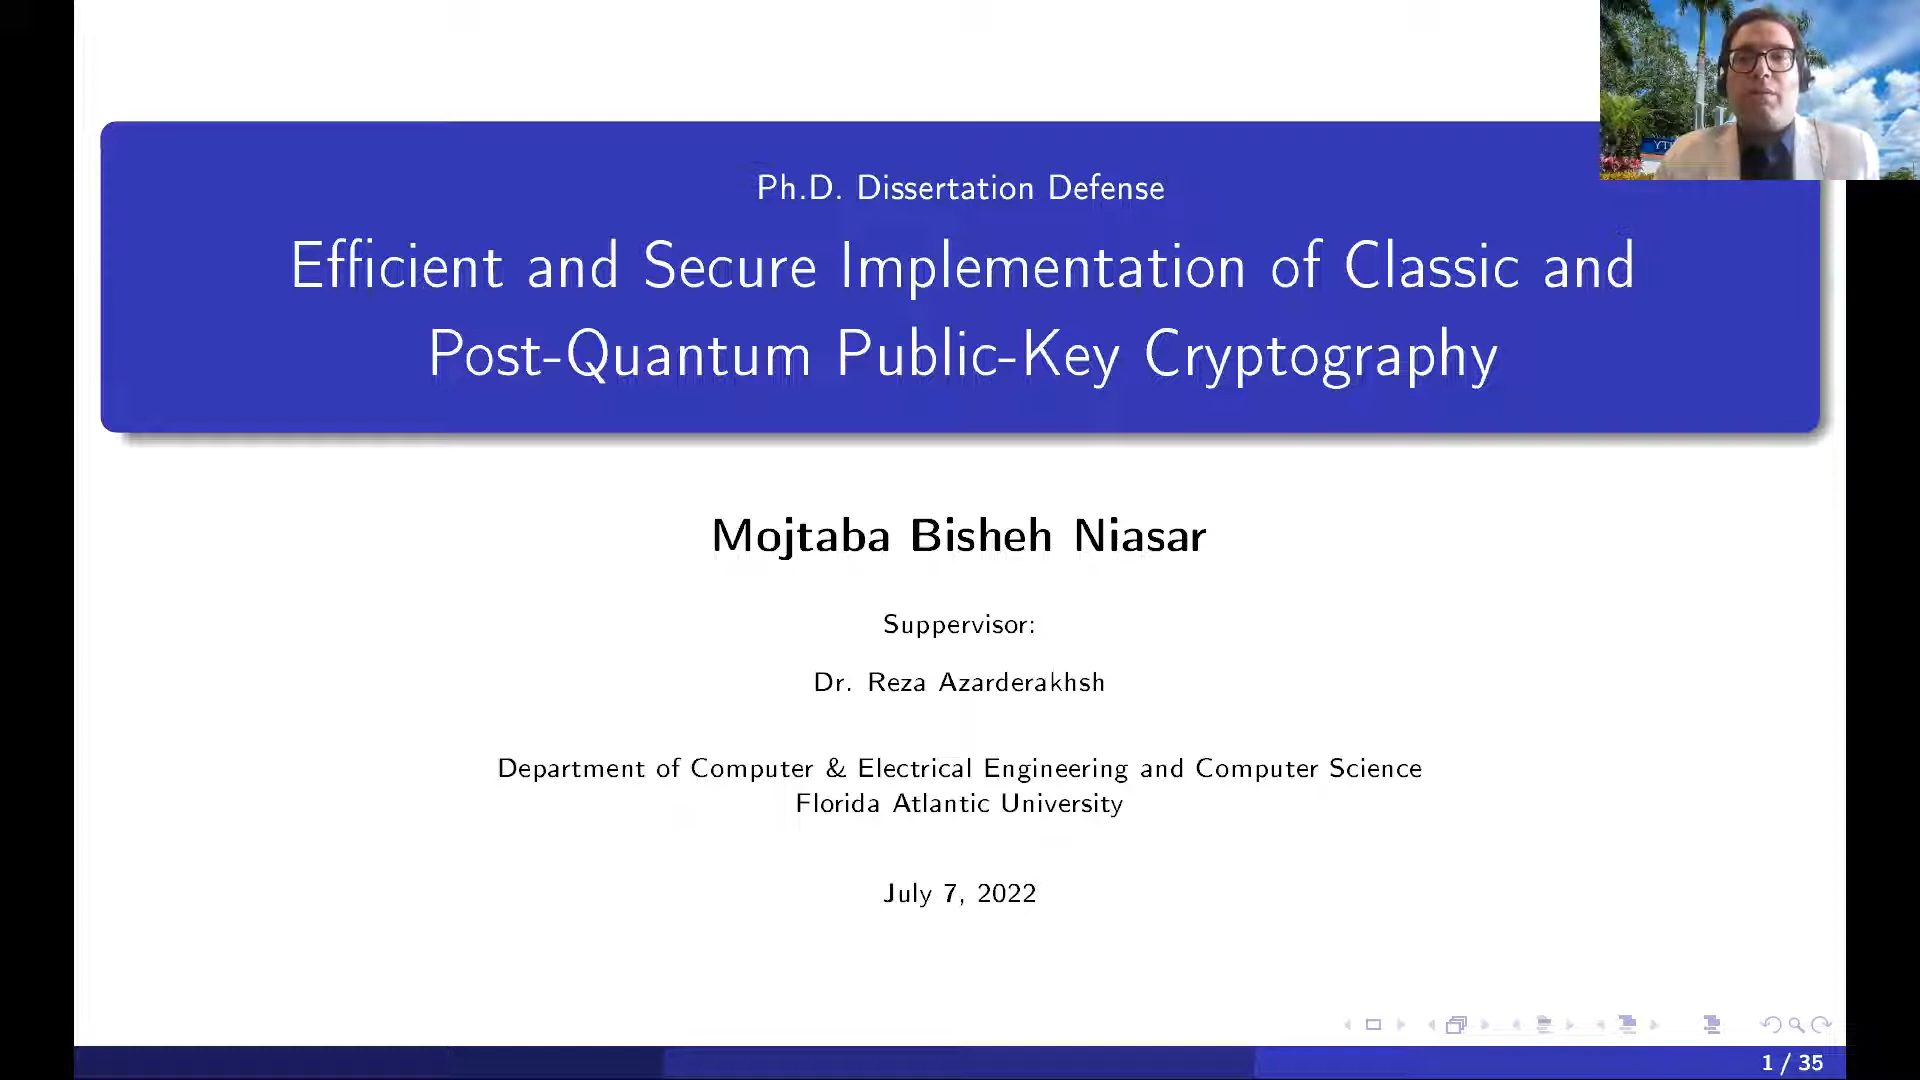 Ph.D. Dissertation Defense
Efficient and Secure Implementation of Classic and
Post-Quantum Public-Key Cryptography
Mojtaba Bisheh Niasar
Suppervisor:
Dr. Reza Azarderakhsh
Department of Computer & Electrical Engineering and Computer Science
Florida Atlantic University
July 7, 2022
1 / 35